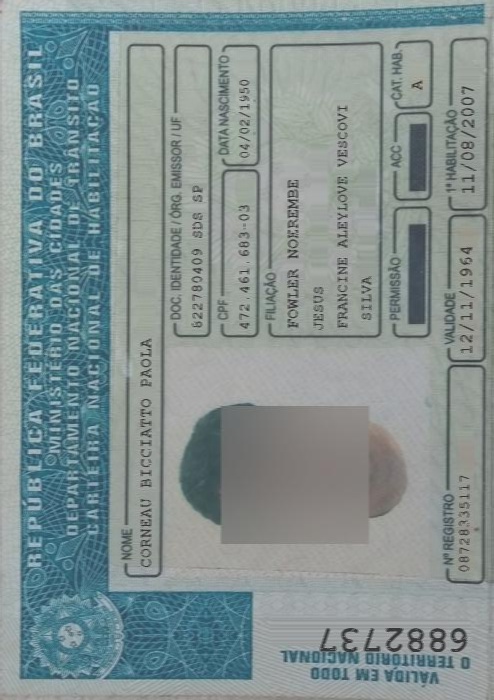 REPÚBLICA FEDERATIVA DO BRASIL
MINISTÉRIO DAS CIDADES
DEPARTAMENTO NACIONAL DE TRÂNSITO
CARTEIRA NACIONAL DE HABILITAÇÃO
NOME
CORNEAU BICCIATTO PAOLA
DOC. IDENTIDADE / ÓRG. EMISSOR / UF
622780409 SDS SP
CPF
472.461.683-03
DATA NASCIMENTO
04/02/1950
FILIAÇÃO
FOWLER NOEREMBE
JESUS
FRANCINE ALEYLOVE VESCOVI
SILVA
PERMISSÃO
ACC
CAT. HAB.
A
Nº REGISTRO
08728335117
VALIDADE
12/11/1964
1ª HABILITAÇÃO
11/08/2007
VÁLIDA EM TODO
O TERRITÓRIO NACIONAL
6882737